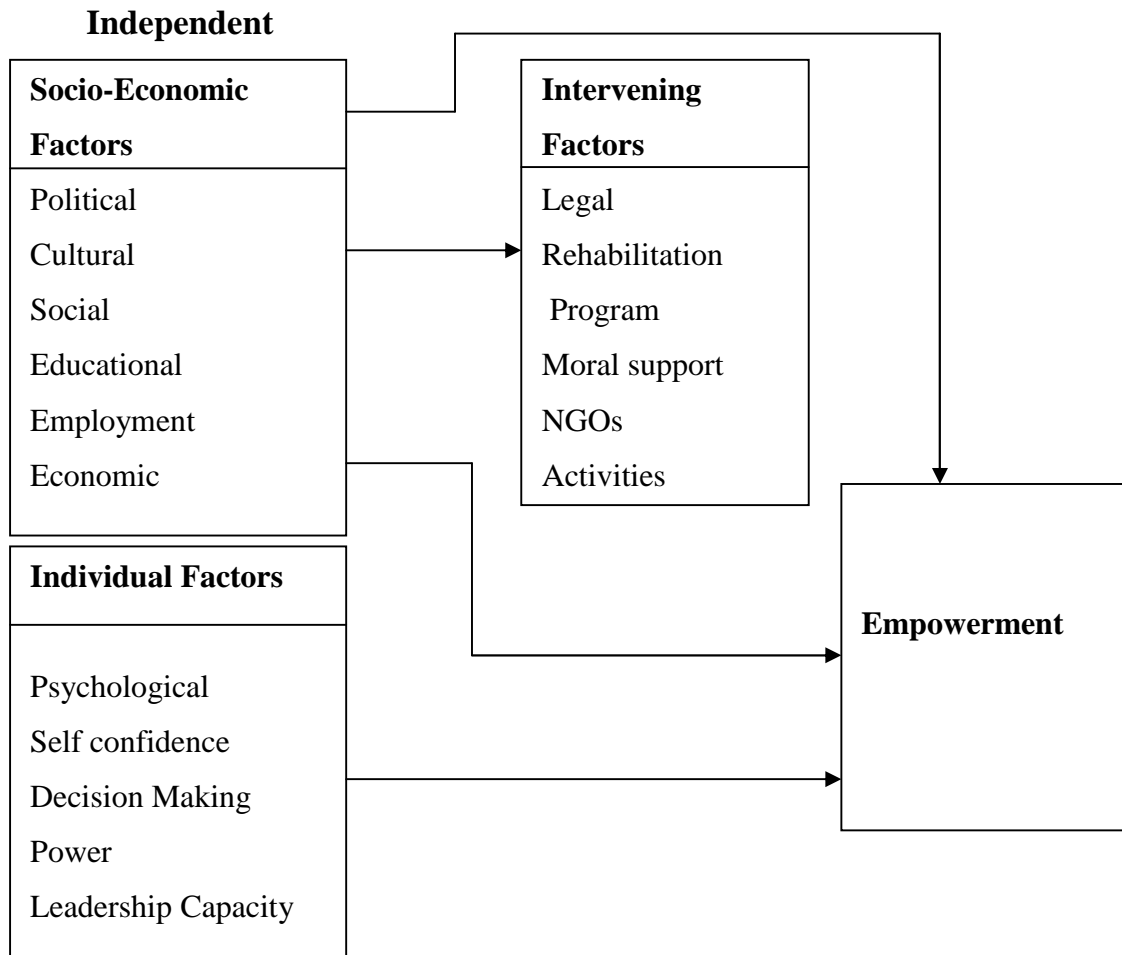 Independent
Socio-Economic
Factors
Political
Cultural
Social
Educational
Employment
Economic
Intervening
Factors
Legal
Rehabilitation
Program
Moral support
NGOs
Activities
Individual Factors
Psychological
Self confidence
Decision Making
Power
Leadership Capacity
Empowerment